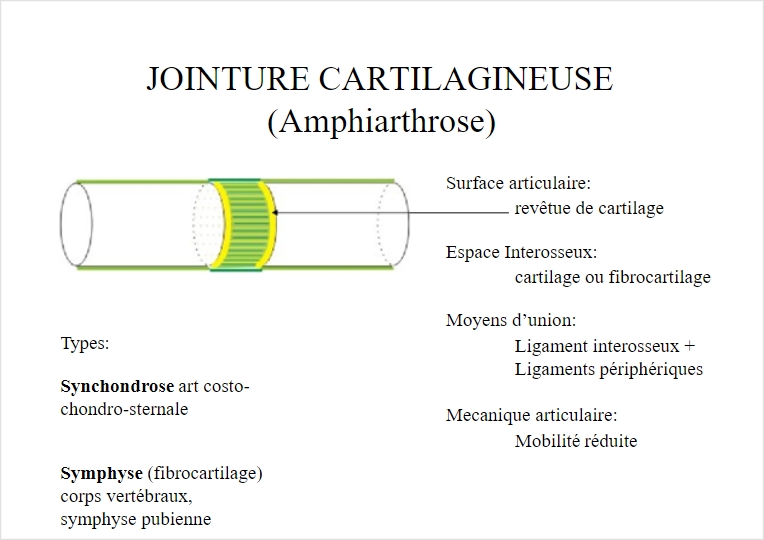 JOINTURE CARTILAGINEUSE
(Amphiarthrose)
Surface articulaire:
revêtue de cartilage
Espace Interosseux:
cartilage ou fibrocartilage
Moyens d’union:
Ligament interosseux +
Ligaments périphériques
Mecanique articulaire:
Mobilité réduite
Types:
Synchondrose art costo-
chondro-sternale
Symphyse (fibrocartilage)
corps vertébraux,
symphyse pubienne